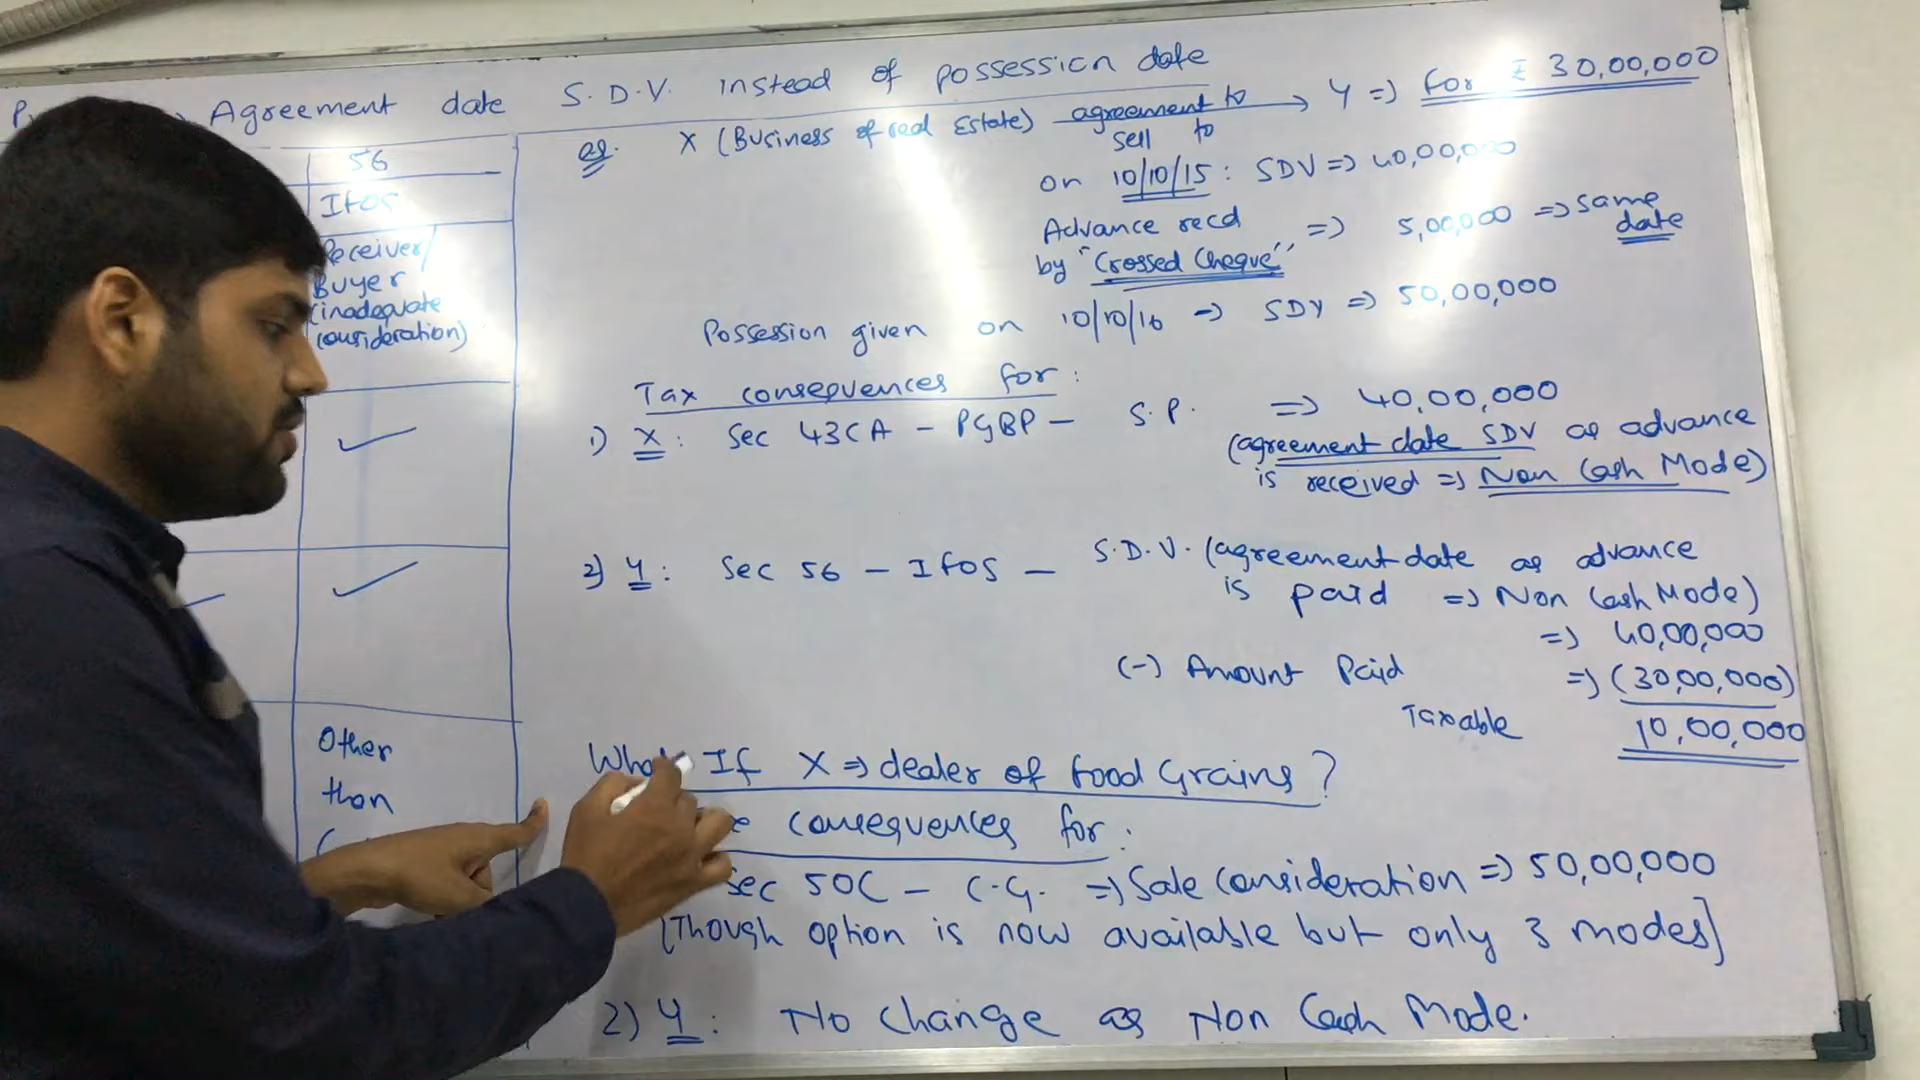 Agreement date S.D.V. instead of possession date
56
IFOS
Receiver/
Buyer
(inadequate
consideration)
Other
than
eg. X (Business of real Estate) agreement to sell to → Y => for ₹ 30,00,000
on 10/10/15 : SDV => 40,00,000
Advance recd
by "Crossed Cheque" => 5,00,000 => same date
Possession given on 10/10/16 → SDV => 50,00,000
Tax consequences for :
1) X : Sec 43CA - PGBP - S.P. => 40,00,000
(agreement date SDV as advance
is received => Non Cash Mode)
2) Y : Sec 56 - IFOS - S.D.V. (agreement date as advance
is paid => Non Cash Mode)
=> 40,00,000
(-) Amount Paid => (30,00,000)
Taxable 10,00,000
What If X => dealer of food Grains ?
consequences for :
Sec 50C - C.G. => Sale Consideration => 50,00,000
[Though option is now available but only 3 modes]
2) Y : No change as Non Cash Mode.